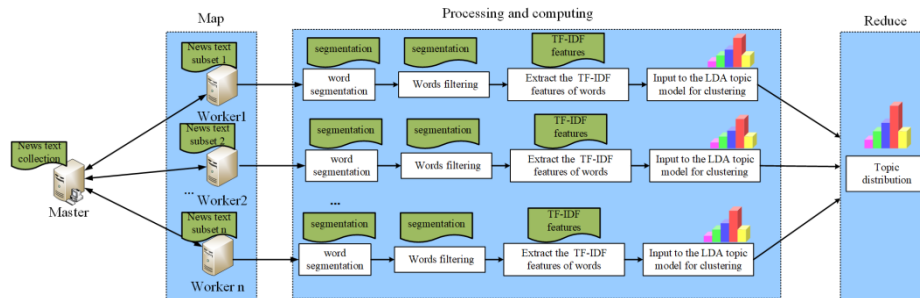 Map
Processing and computing
Reduce
News text
subset 1
Worker1
segmentation
segmentation
TF-IDF
features
word
segmentation
Words filtering
Extract the TF-IDF
features of words
Input to the LDA topic
model for clustering
News text
collection
Master
News text
subset 2
...
Worker2
segmentation
segmentation
TF-IDF
features
word
segmentation
Words filtering
Extract the TF-IDF
features of words
Input to the LDA topic
model for clustering
Topic
distribution
...
News text
subset n
Worker n
segmentation
segmentation
TF-IDF
features
word
segmentation
Words filtering
Extract the TF-IDF
features of words
Input to the LDA topic
model for clustering